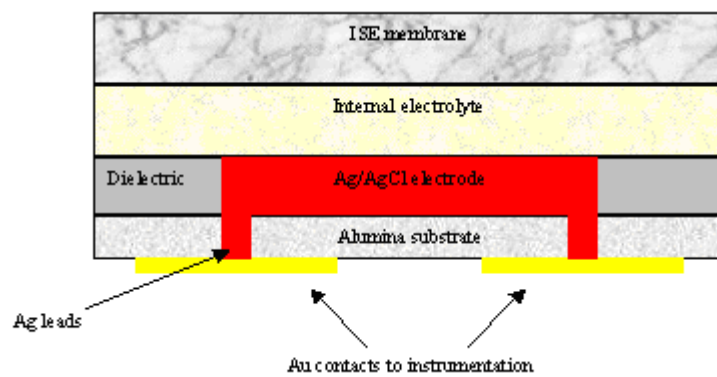 ISE membrane
Internal electrolyte
Dielectric
Ag/AgCl electrode
Alumina substrate
Ag leads
Au contacts to instrumentation